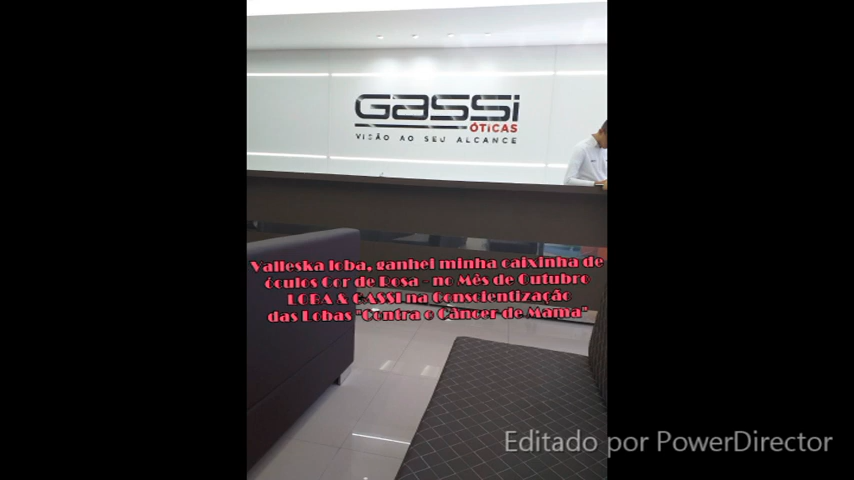 GASSi
ÓTICAS
VISÃO AO SEU ALCANCE
Valleska loba, ganhei minha caixinha de
óculos Cor de Rosa - no Mês de Outubro
LOBA & GASSI na Conscientização
das Lobas "Contra o Câncer de Mama"
Editado por PowerDirector